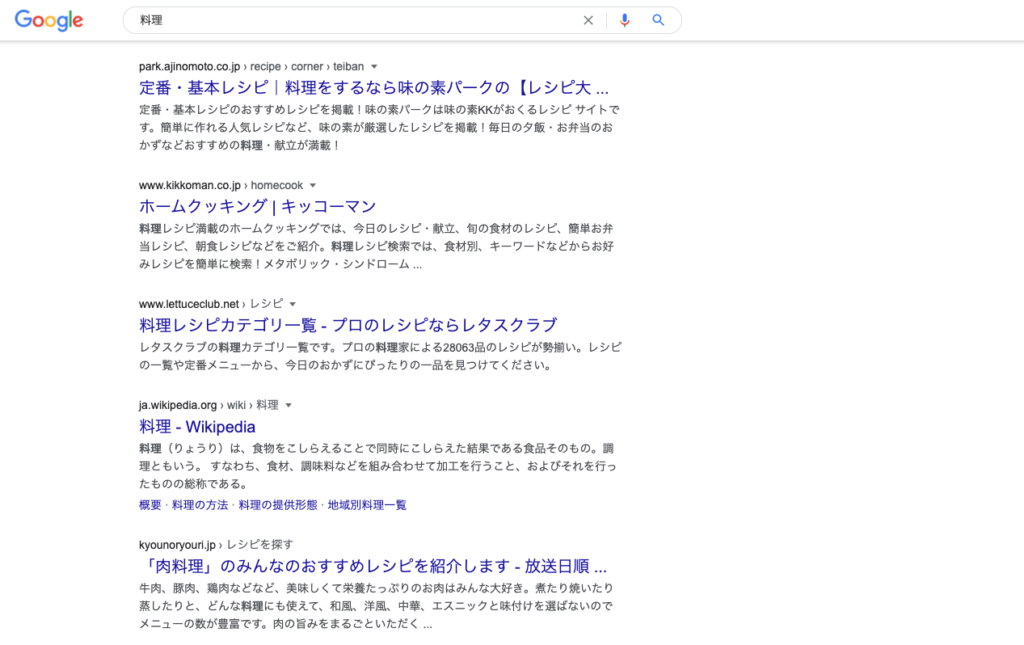 Google
料理
park.ajinomoto.co.jp › recipe › corner › teiban
定番・基本レシピ｜料理をするなら味の素パークの【レシピ大 ...
定番・基本レシピのおすすめレシピを掲載！味の素パークは味の素KKがおくるレシピ サイトで
す。簡単に作れる人気レシピなど、味の素が厳選したレシピを掲載！毎日の夕飯・お弁当のお
かずなどおすすめの料理・献立が満載！
www.kikkoman.co.jp › homecook
ホームクッキング | キッコーマン
料理レシピ満載のホームクッキングでは、今日のレシピ・献立、旬の食材のレシピ、簡単お弁
当レシピ、朝食レシピなどをご紹介。料理レシピ検索では、食材別、キーワードなどからお好
みレシピを簡単に検索！メタボリック・シンドローム ...
www.lettuceclub.net › レシピ
料理レシピカテゴリ一覧 - プロのレシピならレタスクラブ
レタスクラブの料理カテゴリ一覧です。プロの料理家による28063品のレシピが勢揃い。レシピ
の一覧や定番メニューから、今日のおかずにぴったりの一品を見つけてください。
ja.wikipedia.org › wiki › 料理
料理 - Wikipedia
料理（りょうり）は、食物をこしらえることで同時にこしらえた結果である食品そのもの。調
理ともいう。 すなわち、食材、調味料などを組み合わせて加工を行うこと、およびそれを行っ
たものの総称である。
概要 · 料理の方法 · 料理の提供形態 · 地域別料理一覧
kyounoryouri.jp › レシピを探す
「肉料理」のみんなのおすすめレシピを紹介します - 放送日順 ...
牛肉、豚肉、鶏肉などなど、美味しくて栄養たっぷりのお肉はみんな大好き。煮たり焼いたり
蒸したりと、どんな料理にも使えて、和風、洋風、中華、エスニックと味付けを選ばないので
メニューの数が豊富です。肉の旨みをまるごといただく ...